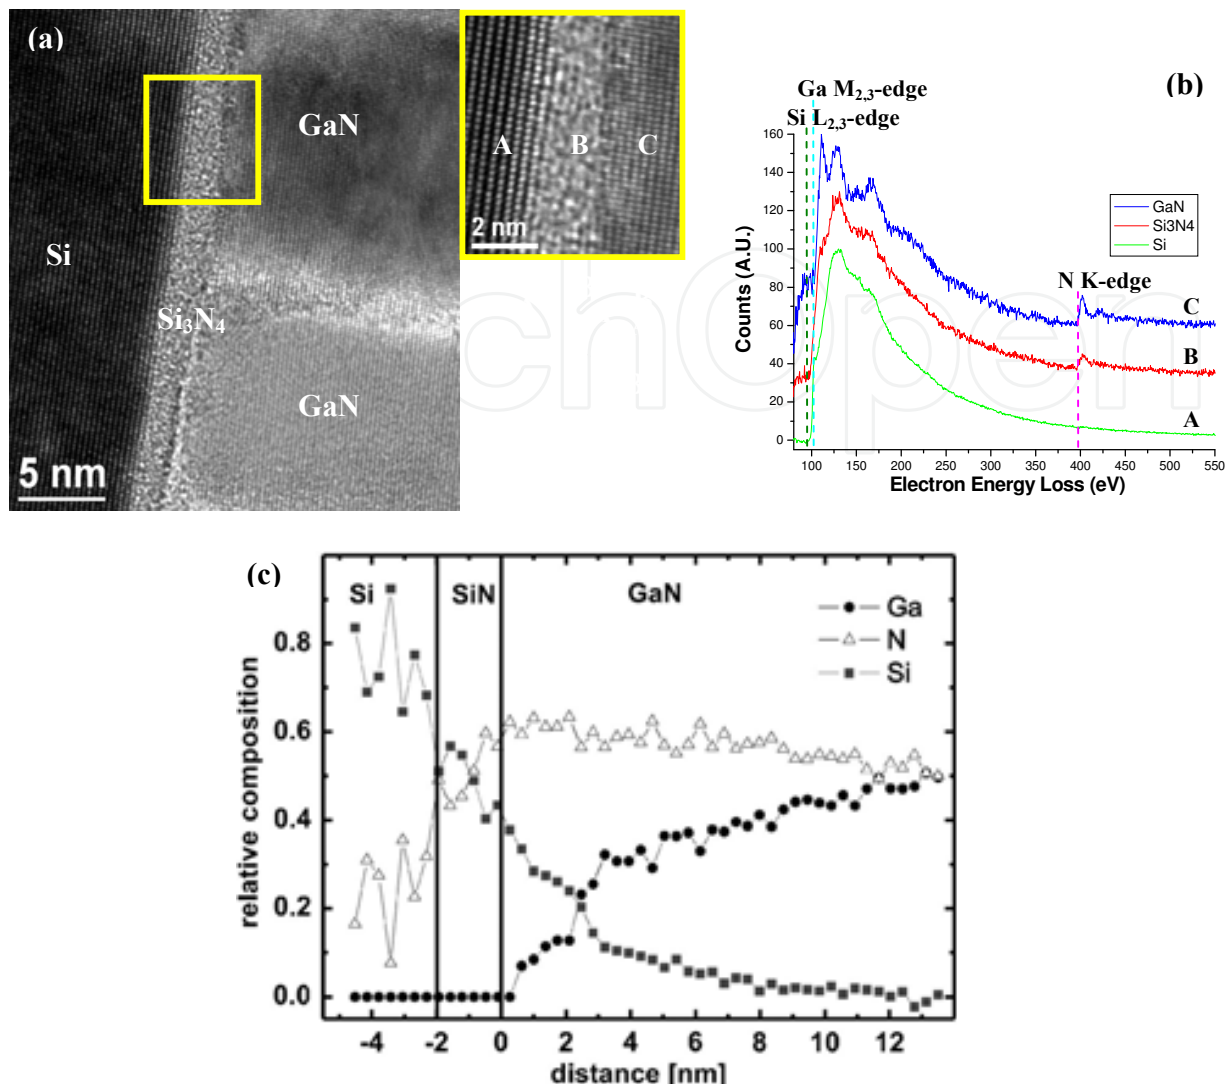 (a)
GaN
Si
Si₃N₄
GaN
5 nm
A
B
C
2 nm
(b)
Ga M₂,₃-edge
Si L₂,₃-edge
160
140
120
100
80
60
40
20
0
Counts (A.U.)
GaN
Si3N4
Si
N K-edge
C
B
A
100
150
200
250
300
350
400
450
500
550
Electron Energy Loss (eV)
(c)
Si
SiN
GaN
Ga
N
Si
0.8
0.6
0.4
0.2
0.0
relative composition
-4
-2
0
2
4
6
8
10
12
distance [nm]